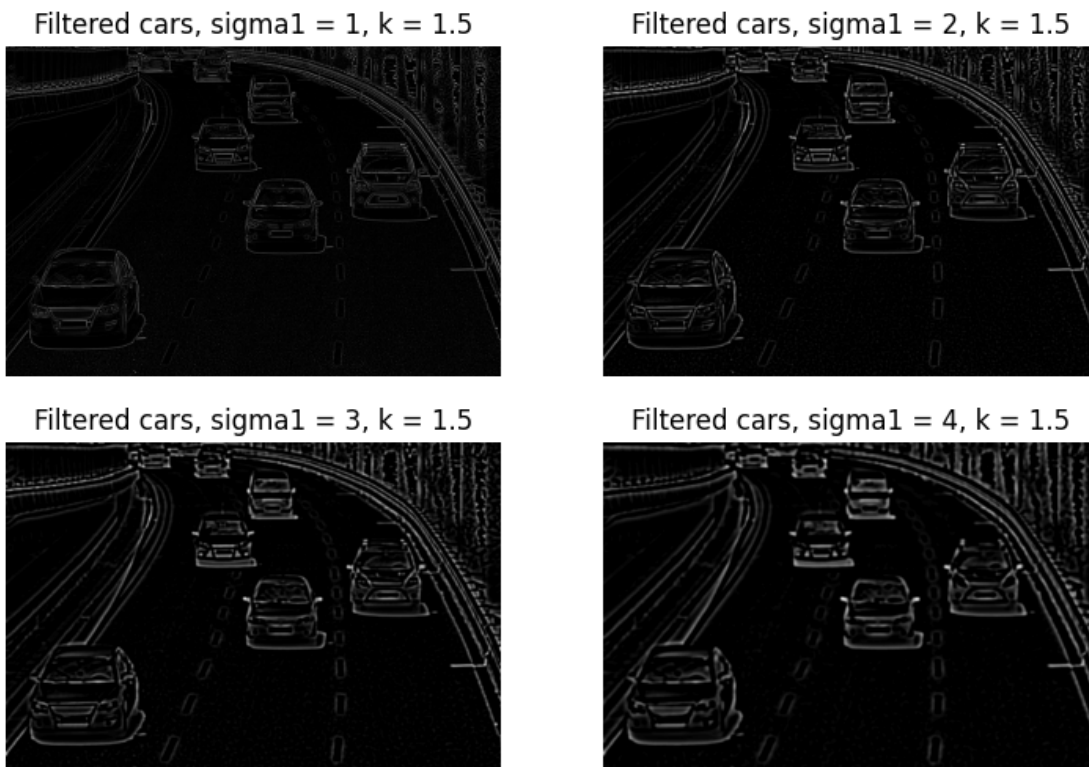 Filtered cars, sigma1 = 1, k = 1.5
Filtered cars, sigma1 = 2, k = 1.5
Filtered cars, sigma1 = 3, k = 1.5
Filtered cars, sigma1 = 4, k = 1.5